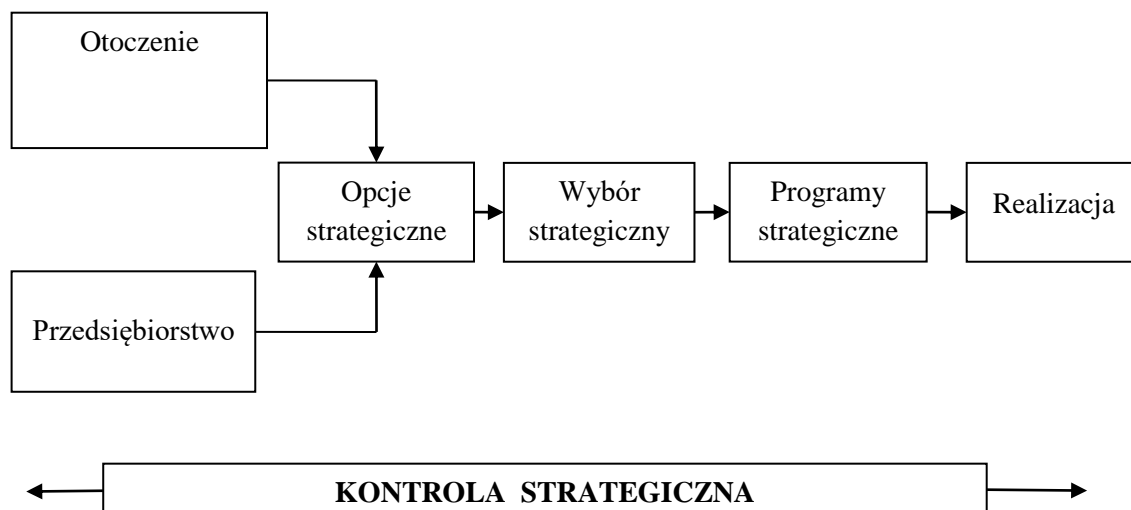 Otoczenie
Opcje
strategiczne
Wybór
strategiczny
Programy
strategiczne
Realizacja
Przedsiębiorstwo
KONTROLA STRATEGICZNA